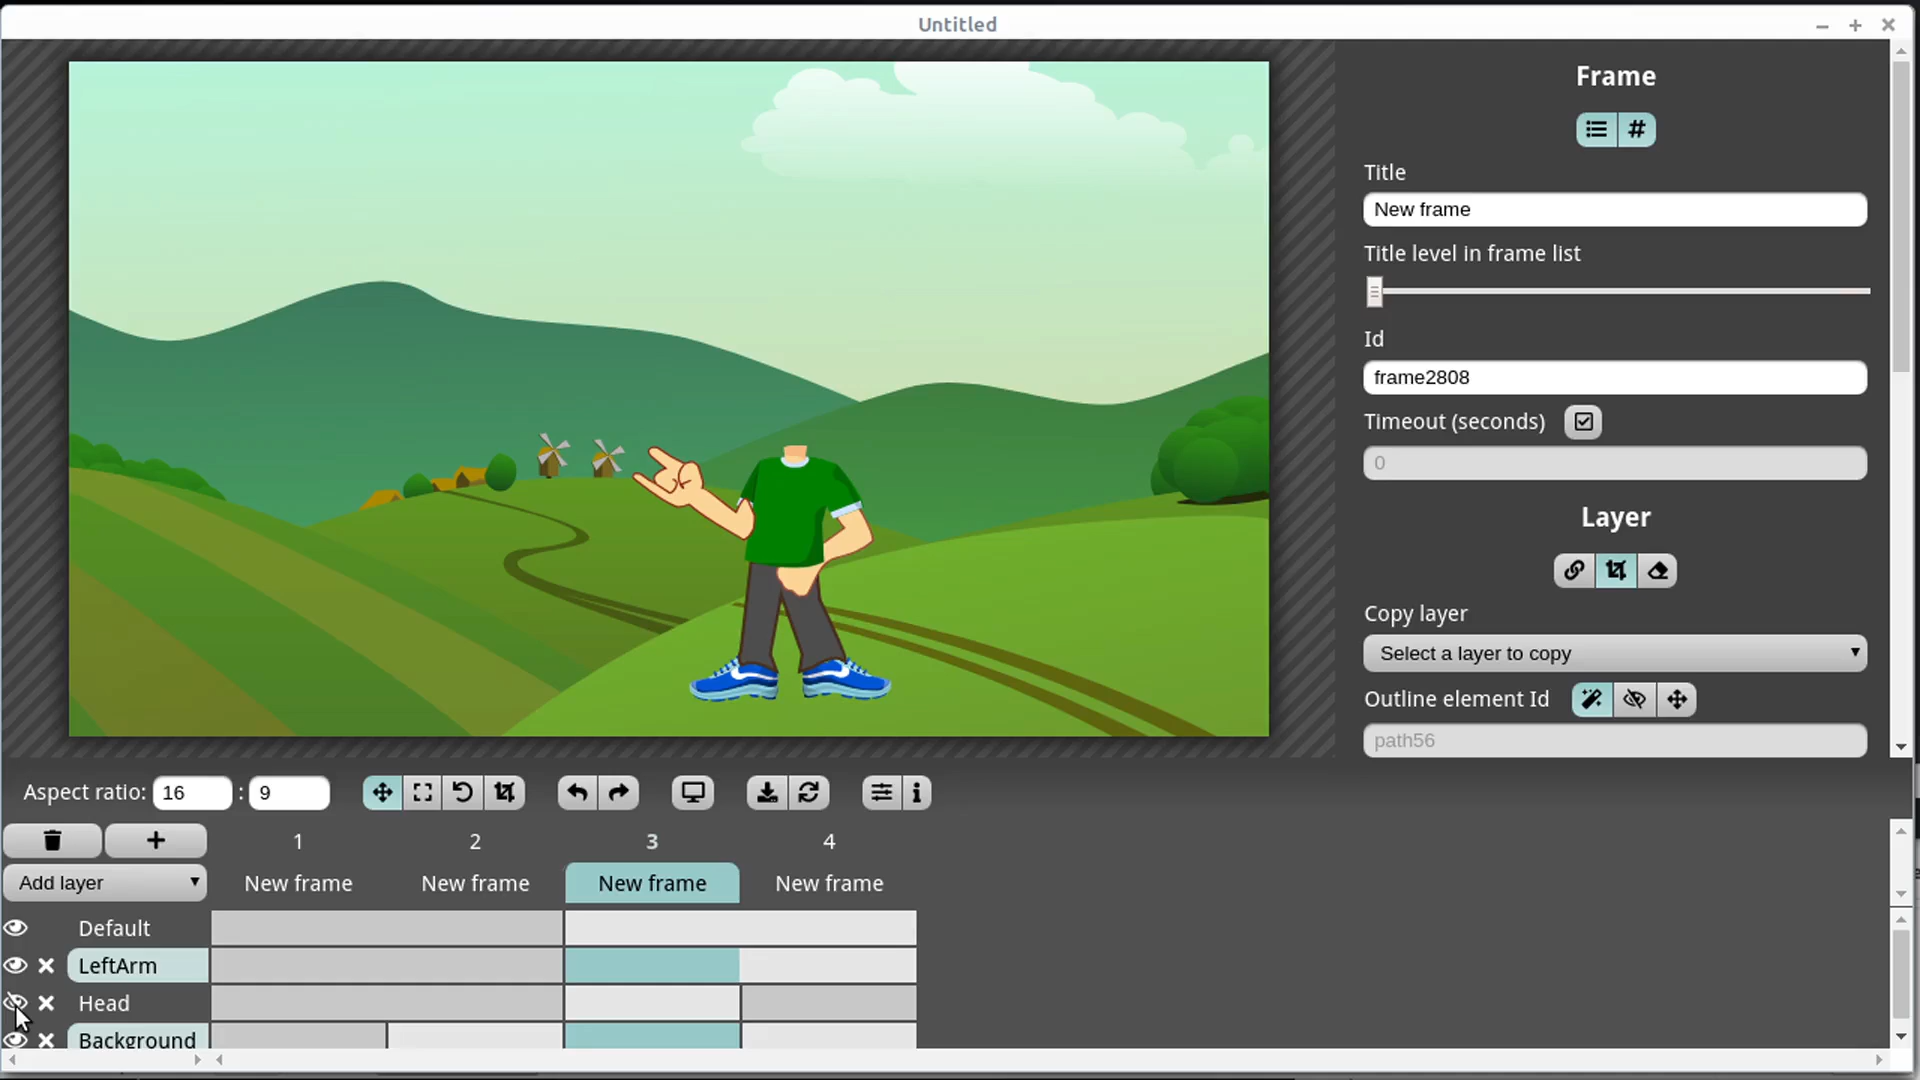 Untitled
Frame
Title
New frame
Title level in frame list
Id
frame2808
Timeout (seconds)
0
Layer
Copy layer
Select a layer to copy
Outline element Id
path56
Aspect ratio: 16 : 9
1 2 3 4
Add layer New frame New frame New frame New frame
Default
LeftArm
Head
Background